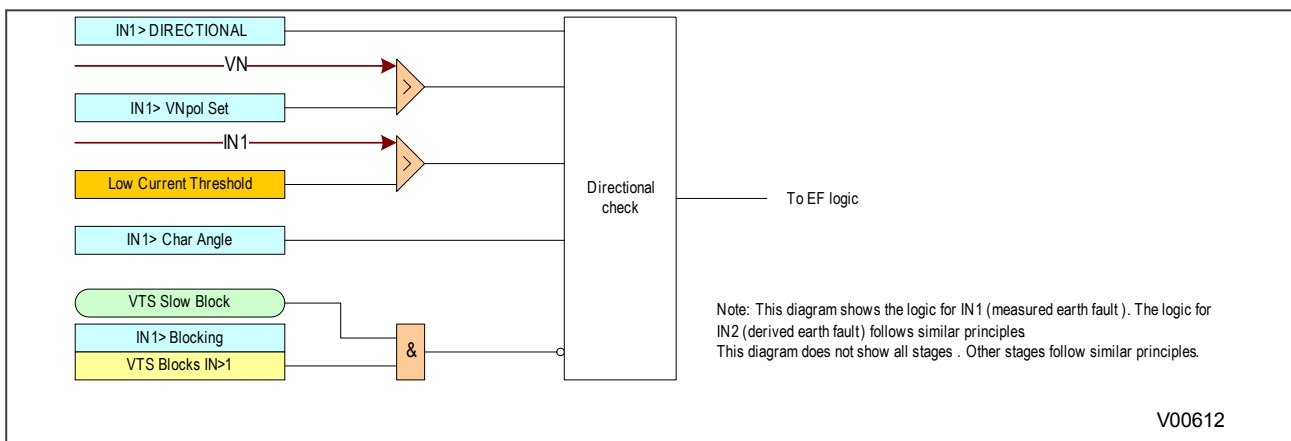 IN1> DIRECTIONAL
VN
>
IN1> VNpol Set
IN1
>
Low Current Threshold
Directional
check
To EF logic
IN1> Char Angle
VTS Slow Block
IN1> Blocking
&
VTS Blocks IN>1
Note: This diagram shows the logic for IN1 (measured earth fault ). The logic for
IN2 (derived earth fault) follows similar principles
This diagram does not show all stages . Other stages follow similar principles.
V00612